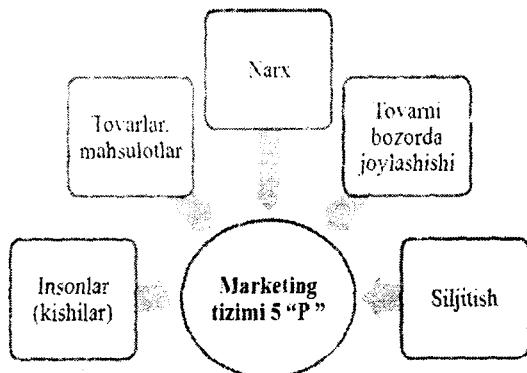 Narx
Tovarlar,
mahsulotlar
Tovarni
bozorda
joylashishi
Insonlar
(kishilar)
Marketing
tizimi 5 “P”
Siljitish